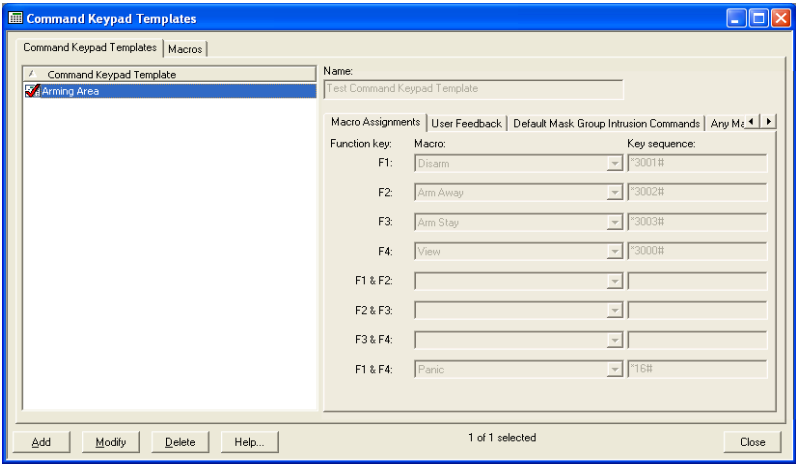 Command Keypad Templates
Command Keypad Templates Macros
Command Keypad Template
Arming Area
Name:
Test Command Keypad Template
Macro Assignments User Feedback Default Mask Group Intrusion Commands Any Ma
Function key: Macro: Key sequence:
F1: Disarm *3001#
F2: Arm Away *3002#
F3: Arm Stay *3003#
F4: View *3000#
F1 & F2:
F2 & F3:
F3 & F4:
F1 & F4: Panic *16#
Add Modify Delete Help... 1 of 1 selected Close